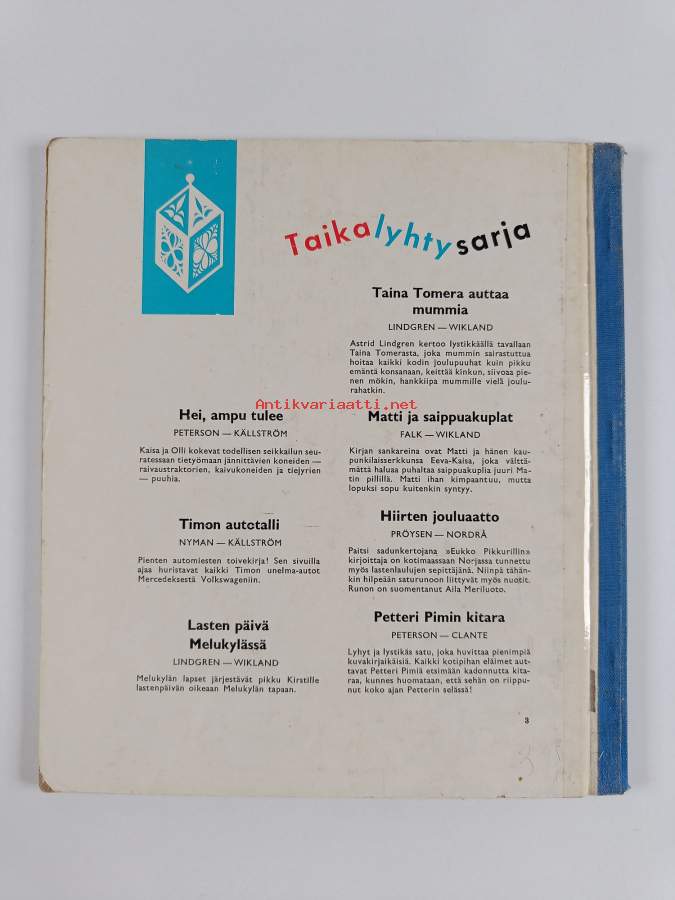 Taikalyhtysarja
Taina Tomera auttaa
mummia
LINDGREN — WIKLAND
Astrid Lindgren kertoo lystikkäällä tavallaan
Taina Tomerasta, joka mummin sairastuttua
hoitaa kaikki kodin joulupuuhat kuin pikku
emäntä konsanaan, keittää kinkun, siivoaa pie-
nen mökin, hankkiipa mummille vielä joulu-
rahatkin.
Antikvariaatti.net
Hei, ampu tulee
PETERSON — KÄLLSTRÖM
Kaisa ja Olli kokevat todellisen seikkailun seu-
ratessaan tietyömaan jännittävien koneiden —
raivaustraktorien, kaivukoneiden ja tiejyrien
— puuhia.
Matti ja saippuakuplat
FALK — WIKLAND
Kirjan sankareina ovat Matti ja hänen kau-
punkilaisserkkunsa Eeva-Kaisa, joka välttä-
mättä haluaa puhaltaa saippuakuplia juuri Ma-
tin pillillä. Matti ihan kimpaantuu, mutta
lopuksi sopu kuitenkin syntyy.
Timon autotalli
NYMAN — KÄLLSTRÖM
Pienten automiesten toivekirja! Sen sivuilla
ajaa huristavat kaikki Timon unelma-autot
Mercedeksestä Volkswageniin.
Hiirten jouluaatto
PRÖYSEN — NORDRÅ
Paitsi sadunkertojana »Eukko Pikkurillin»
kirjoittaja on kotimaassaan Norjassa tunnettu
myös lastenlaulujen sepittäjänä. Niinpä tähän-
kin hilpeään saturunoon liittyvät myös nuotit.
Runon on suomentanut Aila Meriluoto.
Lasten päivä
Melukylässä
LINDGREN — WIKLAND
Melukylän lapset järjestävät pikku Kirstille
lastenpäivän oikeaan Melukylän tapaan.
Petteri Pimin kitara
PETERSON — CLANTE
Lyhyt ja lystikäs satu, joka huvittaa pienimpiä
kuvakirjaikäisiä. Kaikki kotipihan eläimet aut-
tavat Petteri Pimiä etsimään kadonnutta kita-
raa, kunnes huomataan, että sehän on riippu-
nut koko ajan Petterin selässä!
3